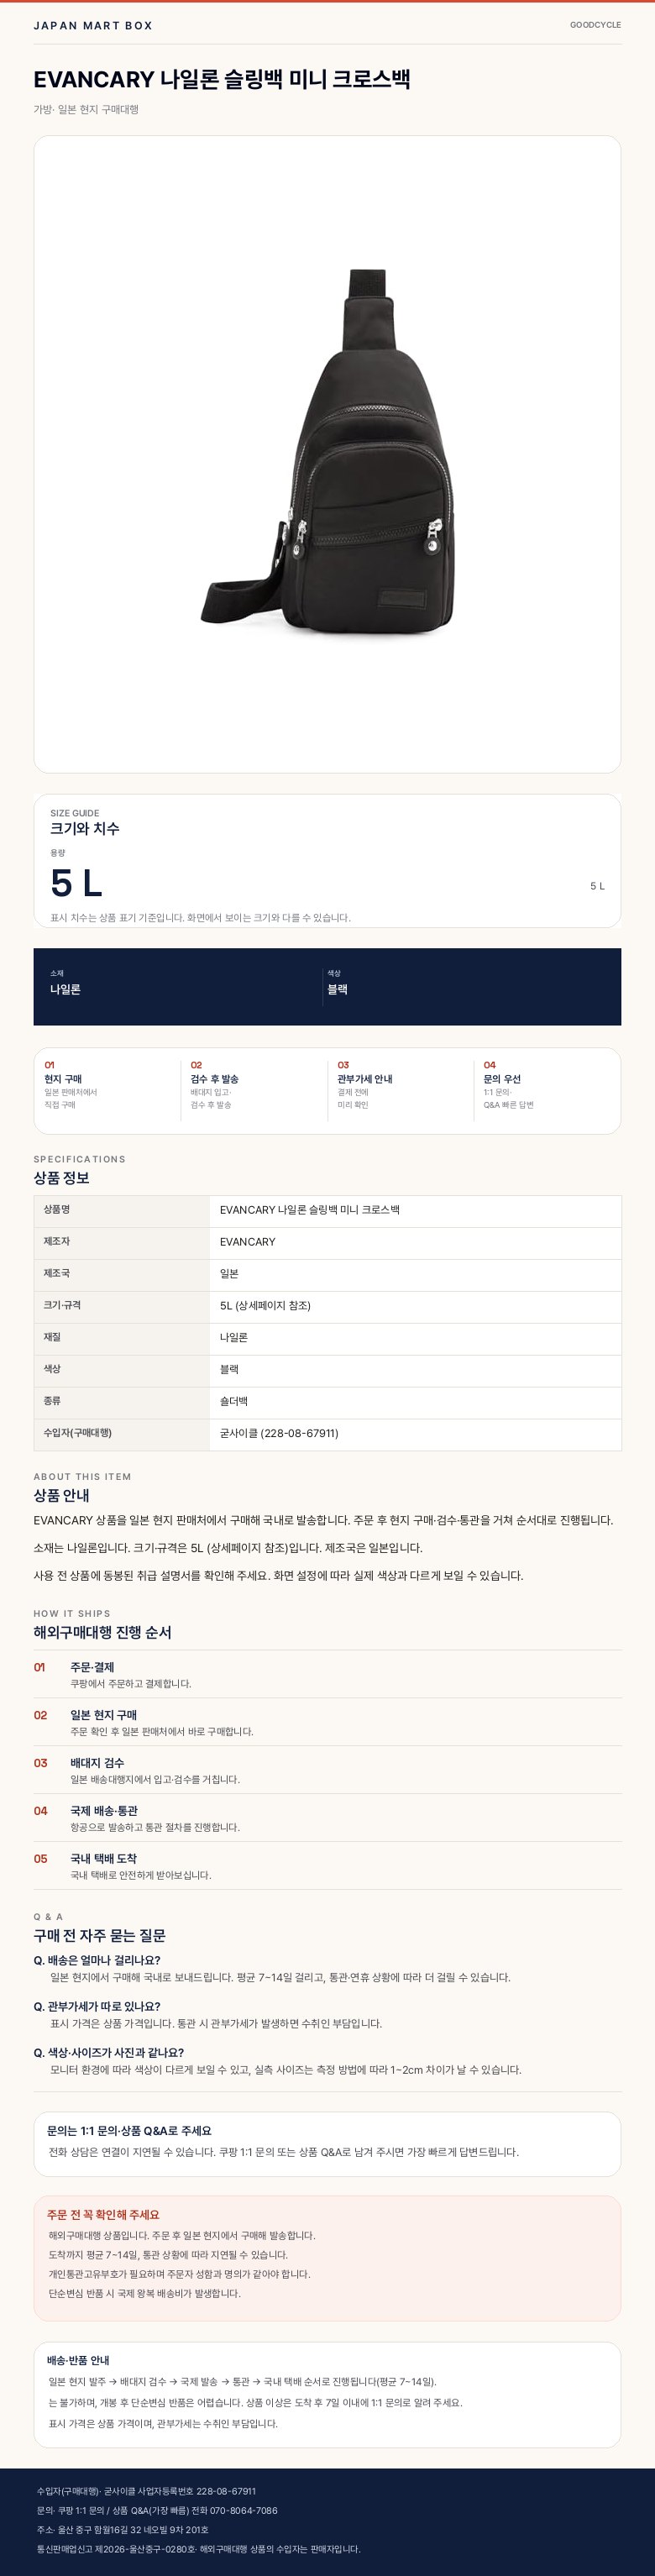 JAPAN MART BOX
GOODCYCLE
EVANCARY 나일론 슬링백 미니 크로스백
가방· 일본 현지 구매대행
SIZE GUIDE
크기와 치수
용량
5 L
5 L
표시 치수는 상품 표기 기준입니다. 화면에서 보이는 크기와 다를 수 있습니다.
소재
나일론
색상
블랙
01
현지 구매
일본 판매처에서
직접 구매
02
검수 후 발송
배대지 입고·
검수 후 발송
03
관부가세 안내
결제 전에
미리 확인
04
문의 우선
1:1 문의·
Q&A 빠른 답변
SPECIFICATIONS
상품 정보
상품명 EVANCARY 나일론 슬링백 미니 크로스백
제조자 EVANCARY
제조국 일본
크기·규격 5L (상세페이지 참조)
재질 나일론
색상 블랙
종류 숄더백
수입자(구매대행) 굳사이클 (228-08-67911)
ABOUT THIS ITEM
상품 안내
EVANCARY 상품을 일본 현지 판매처에서 구매해 국내로 발송합니다. 주문 후 현지 구매·검수·통관을 거쳐 순서대로 진행됩니다.
소재는 나일론입니다. 크기·규격은 5L (상세페이지 참조)입니다. 제조국은 일본입니다.
사용 전 상품에 동봉된 취급 설명서를 확인해 주세요. 화면 설정에 따라 실제 색상과 다르게 보일 수 있습니다.
HOW IT SHIPS
해외구매대행 진행 순서
01 주문·결제
쿠팡에서 주문하고 결제합니다.
02 일본 현지 구매
주문 확인 후 일본 판매처에서 바로 구매합니다.
03 배대지 검수
일본 배송대행지에서 입고·검수를 거칩니다.
04 국제 배송·통관
항공으로 발송하고 통관 절차를 진행합니다.
05 국내 택배 도착
국내 택배로 안전하게 받아보십니다.
Q & A
구매 전 자주 묻는 질문
Q. 배송은 얼마나 걸리나요?
일본 현지에서 구매해 국내로 보내드립니다. 평균 7~14일 걸리고, 통관·연휴 상황에 따라 더 걸릴 수 있습니다.
Q. 관부가세가 따로 있나요?
표시 가격은 상품 가격입니다. 통관 시 관부가세가 발생하면 수취인 부담입니다.
Q. 색상·사이즈가 사진과 같나요?
모니터 환경에 따라 색상이 다르게 보일 수 있고, 실측 사이즈는 측정 방법에 따라 1~2cm 차이가 날 수 있습니다.
문의는 1:1 문의·상품 Q&A로 주세요
전화 상담은 연결이 지연될 수 있습니다. 쿠팡 1:1 문의 또는 상품 Q&A로 남겨 주시면 가장 빠르게 답변드립니다.
주문 전 꼭 확인해 주세요
해외구매대행 상품입니다. 주문 후 일본 현지에서 구매해 발송합니다.
도착까지 평균 7~14일, 통관 상황에 따라 지연될 수 있습니다.
개인통관고유부호가 필요하며 주문자 성함과 명의가 같아야 합니다.
단순변심 반품 시 국제 왕복 배송비가 발생합니다.
배송·반품 안내
일본 현지 발주 → 배대지 검수 → 국제 발송 → 통관 → 국내 택배 순서로 진행됩니다(평균 7~14일).
는 불가하며, 개봉 후 단순변심 반품은 어렵습니다. 상품 이상은 도착 후 7일 이내에 1:1 문의로 알려 주세요.
표시 가격은 상품 가격이며, 관부가세는 수취인 부담입니다.
수입자(구매대행)· 굳사이클 사업자등록번호 228-08-67911
문의· 쿠팡 1:1 문의 / 상품 Q&A(가장 빠름) 전화 070-8064-7086
주소· 울산 중구 함월16길 32 네오빌 9차 201호
통신판매업신고 제2026-울산중구-0280호· 해외구매대행 상품의 수입자는 판매자입니다.